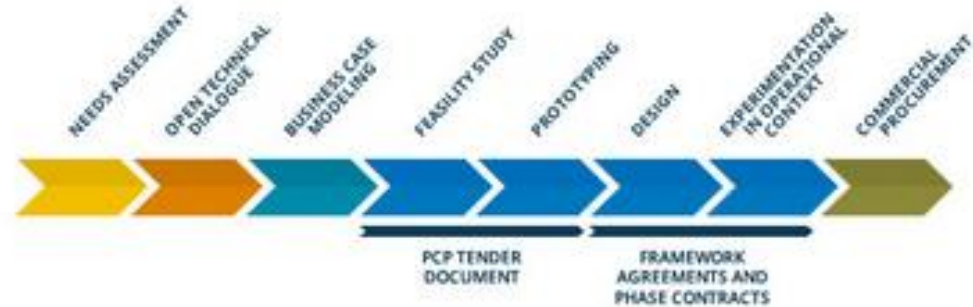 NEEDS ASSESSMENT
OPEN TECHNICAL
DIALOGUE
BUSINESS CASE
MODELING
FEASILITY STUDY
PROTOTYPING
DESIGN
EXPERIMENTATION
IN OPERATIONAL
CONTEXT
COMMERCIAL
PROCUREMENT
PCP TENDER
DOCUMENT
FRAMEWORK
AGREEMENTS AND
PHASE CONTRACTS